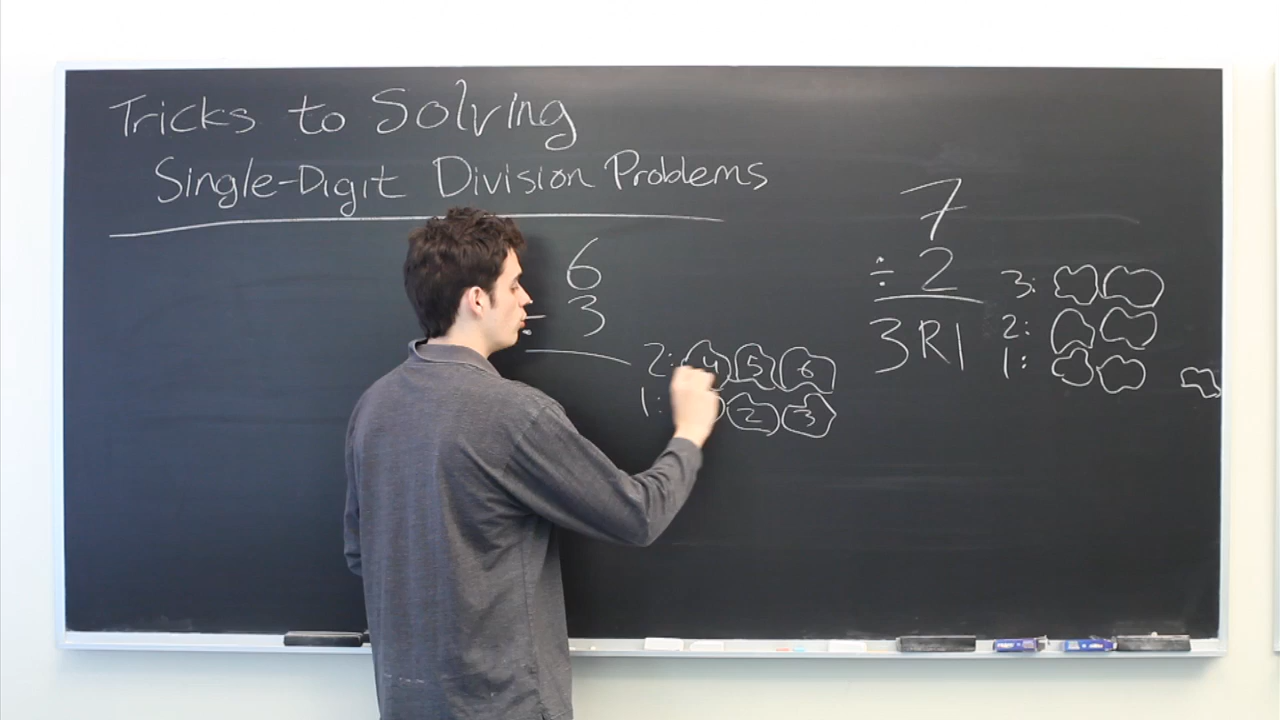 Tricks to Solving
Single-Digit Division Problems
6
÷ 3
2: 4 5 6
1: 2 3
7
÷ 2
3R1
3:
2:
1: